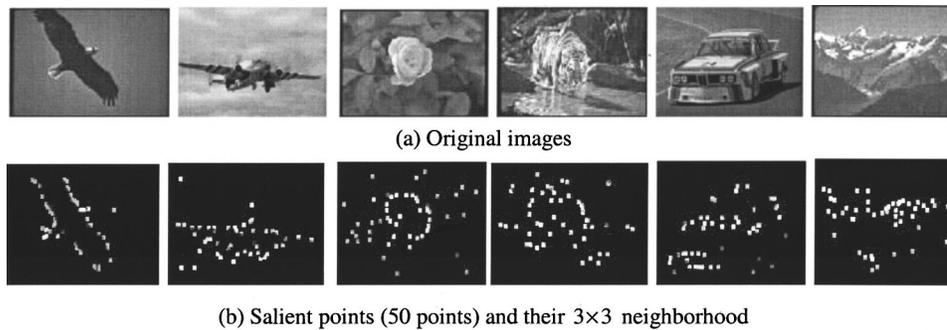 (a) Original images
(b) Salient points (50 points) and their 3×3 neighborhood